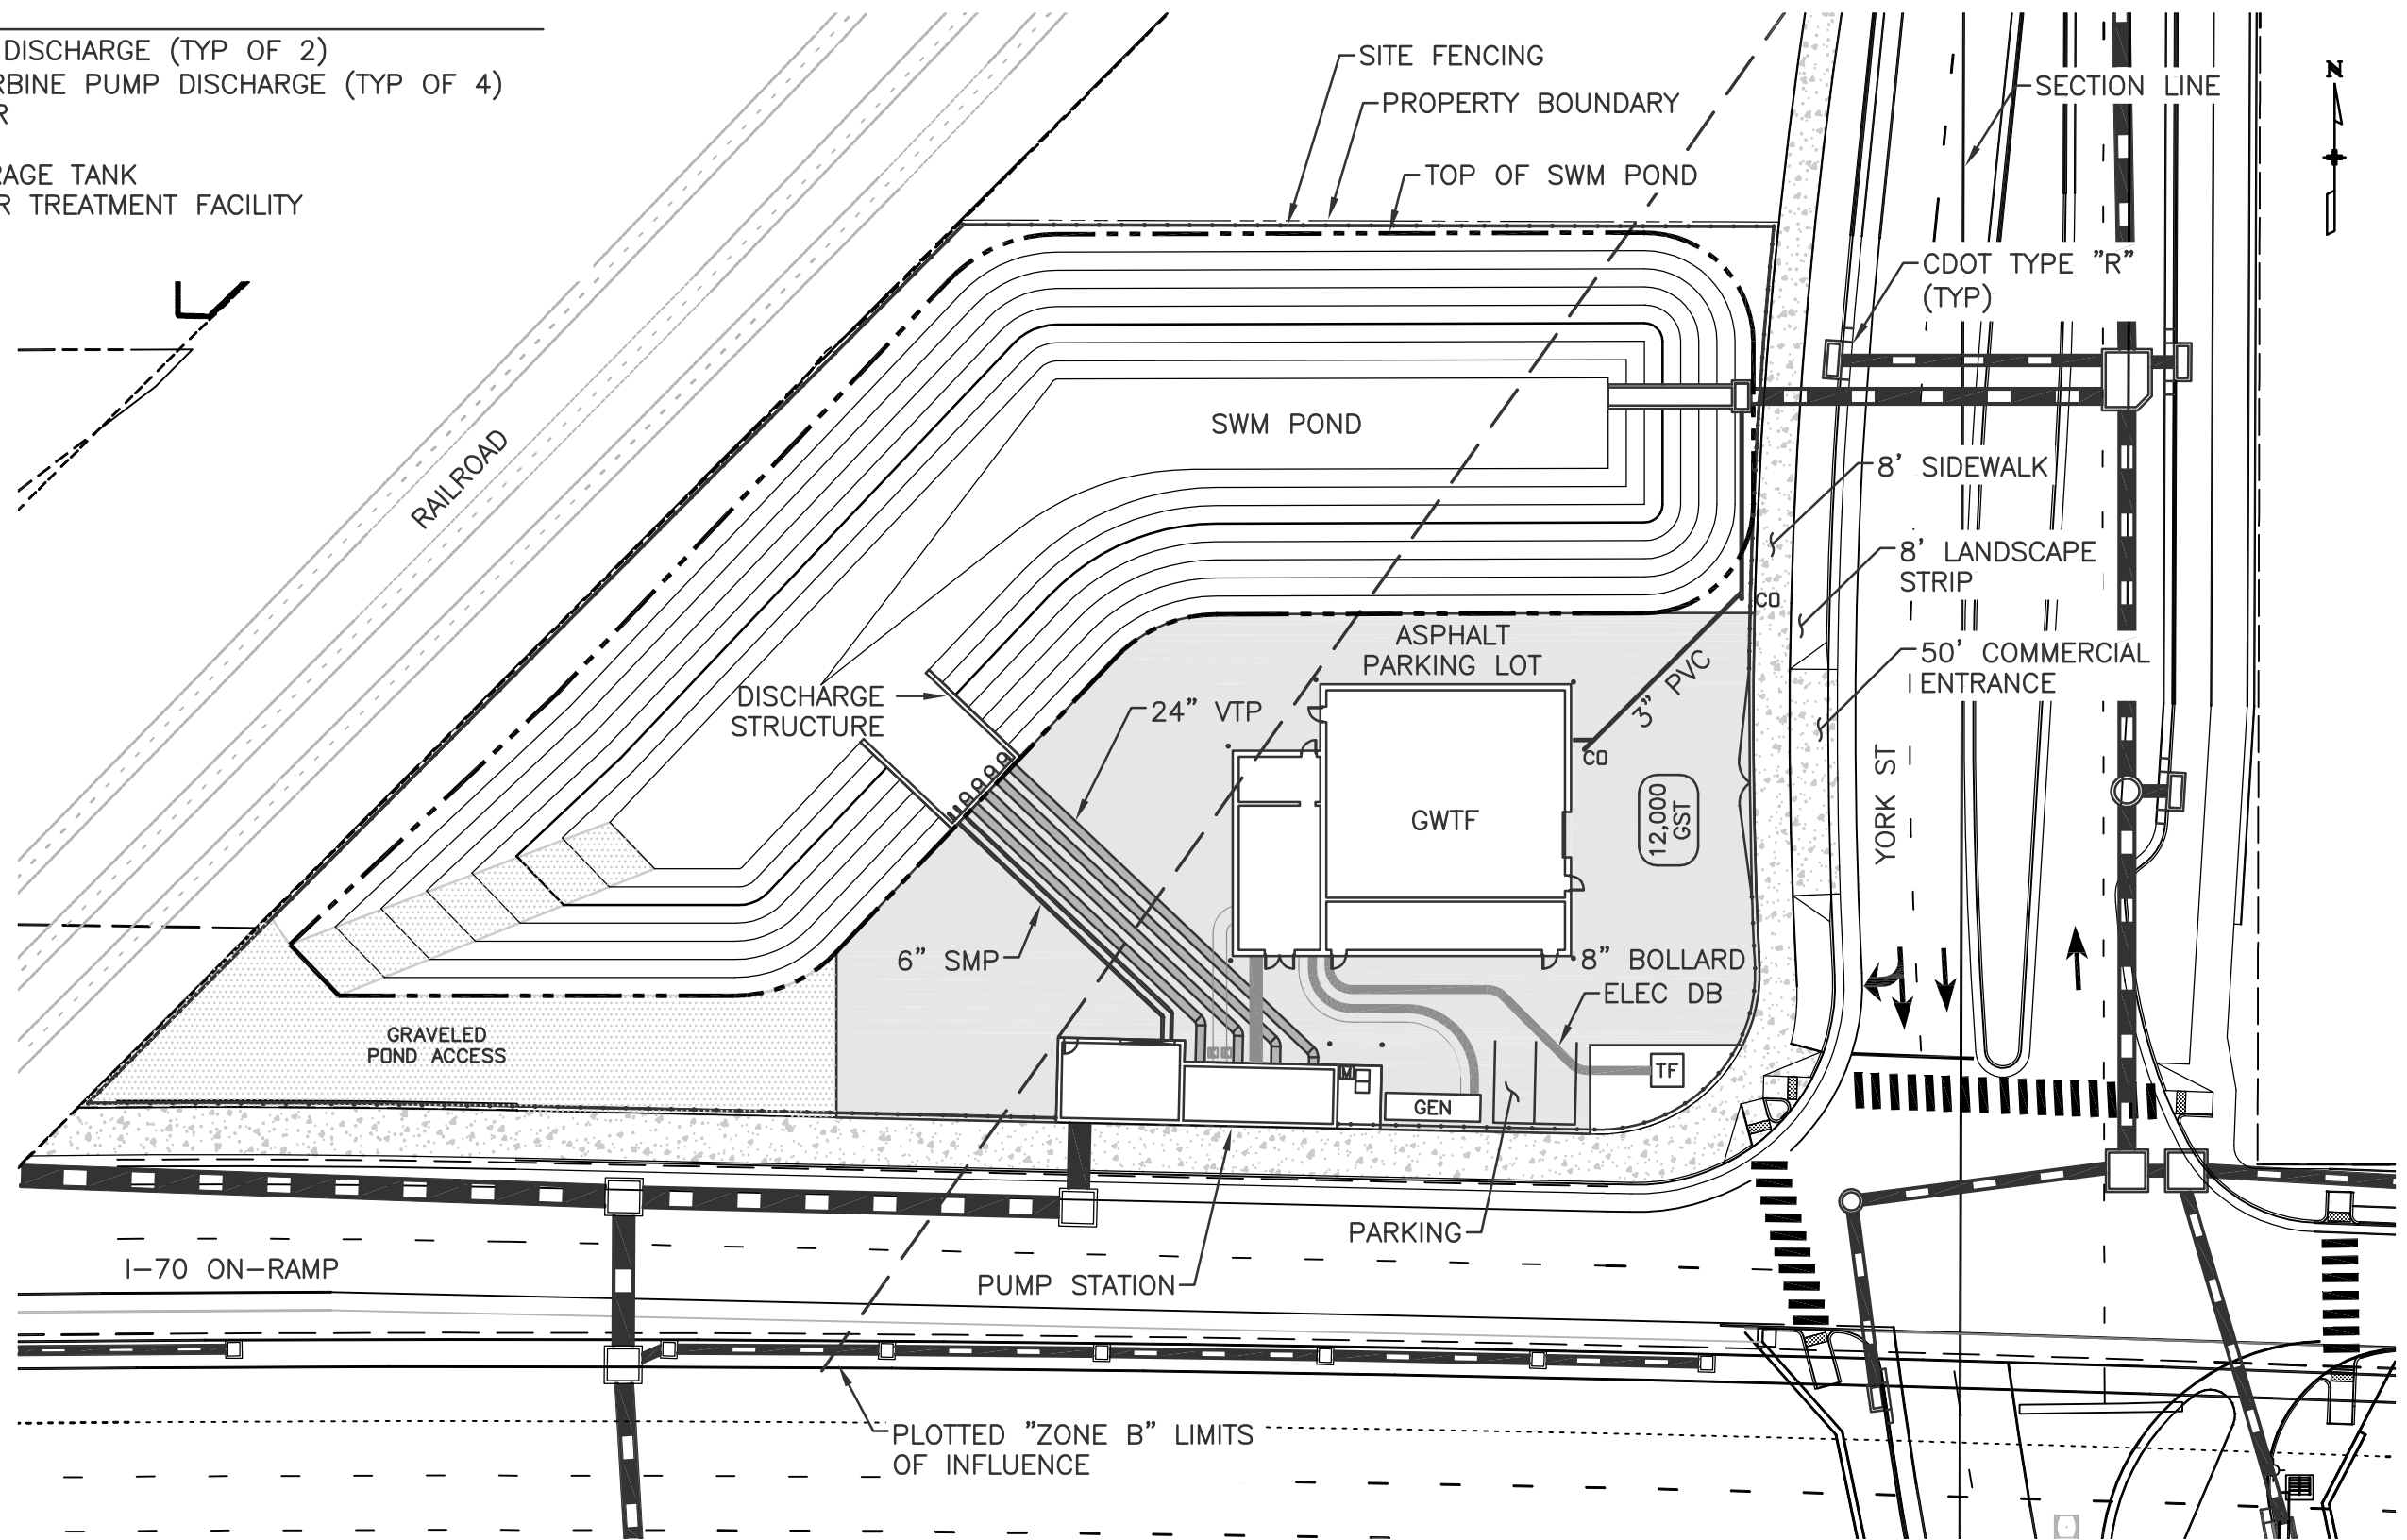 DISCHARGE (TYP OF 2)
RBINE PUMP DISCHARGE (TYP OF 4)
R
RAGE TANK
R TREATMENT FACILITY
SITE FENCING
PROPERTY BOUNDARY
TOP OF SWM POND
SECTION LINE
N
CDOT TYPE "R"
(TYP)
RAILROAD
SWM POND
8' SIDEWALK
8' LANDSCAPE
STRIP
CO
50' COMMERCIAL
ENTRANCE
ASPHALT
PARKING LOT
3" PVC
CO
DISCHARGE
STRUCTURE
24" VTP
GWTF
12,000
GST
YORK ST
6" SMP
8" BOLLARD
ELEC DB
GRAVELED
POND ACCESS
M
TF
GEN
PARKING
PUMP STATION
I-70 ON-RAMP
PLOTTED "ZONE B" LIMITS
OF INFLUENCE